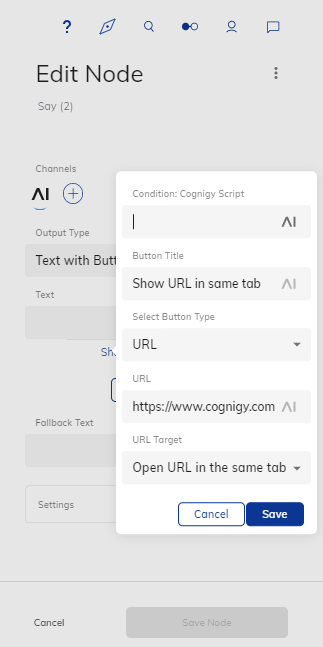 ?
Edit Node
Say (2)
Channels
AI
Output Type
Text with Butt
Text
Sh
Fallback Text
Settings
Condition: Cognigy Script
AI
Button Title
Show URL in same tab
AI
Select Button Type
URL
URL
https://www.cognigy.com
AI
URL Target
Open URL in the same tab
Cancel
Save
Cancel
Save Node